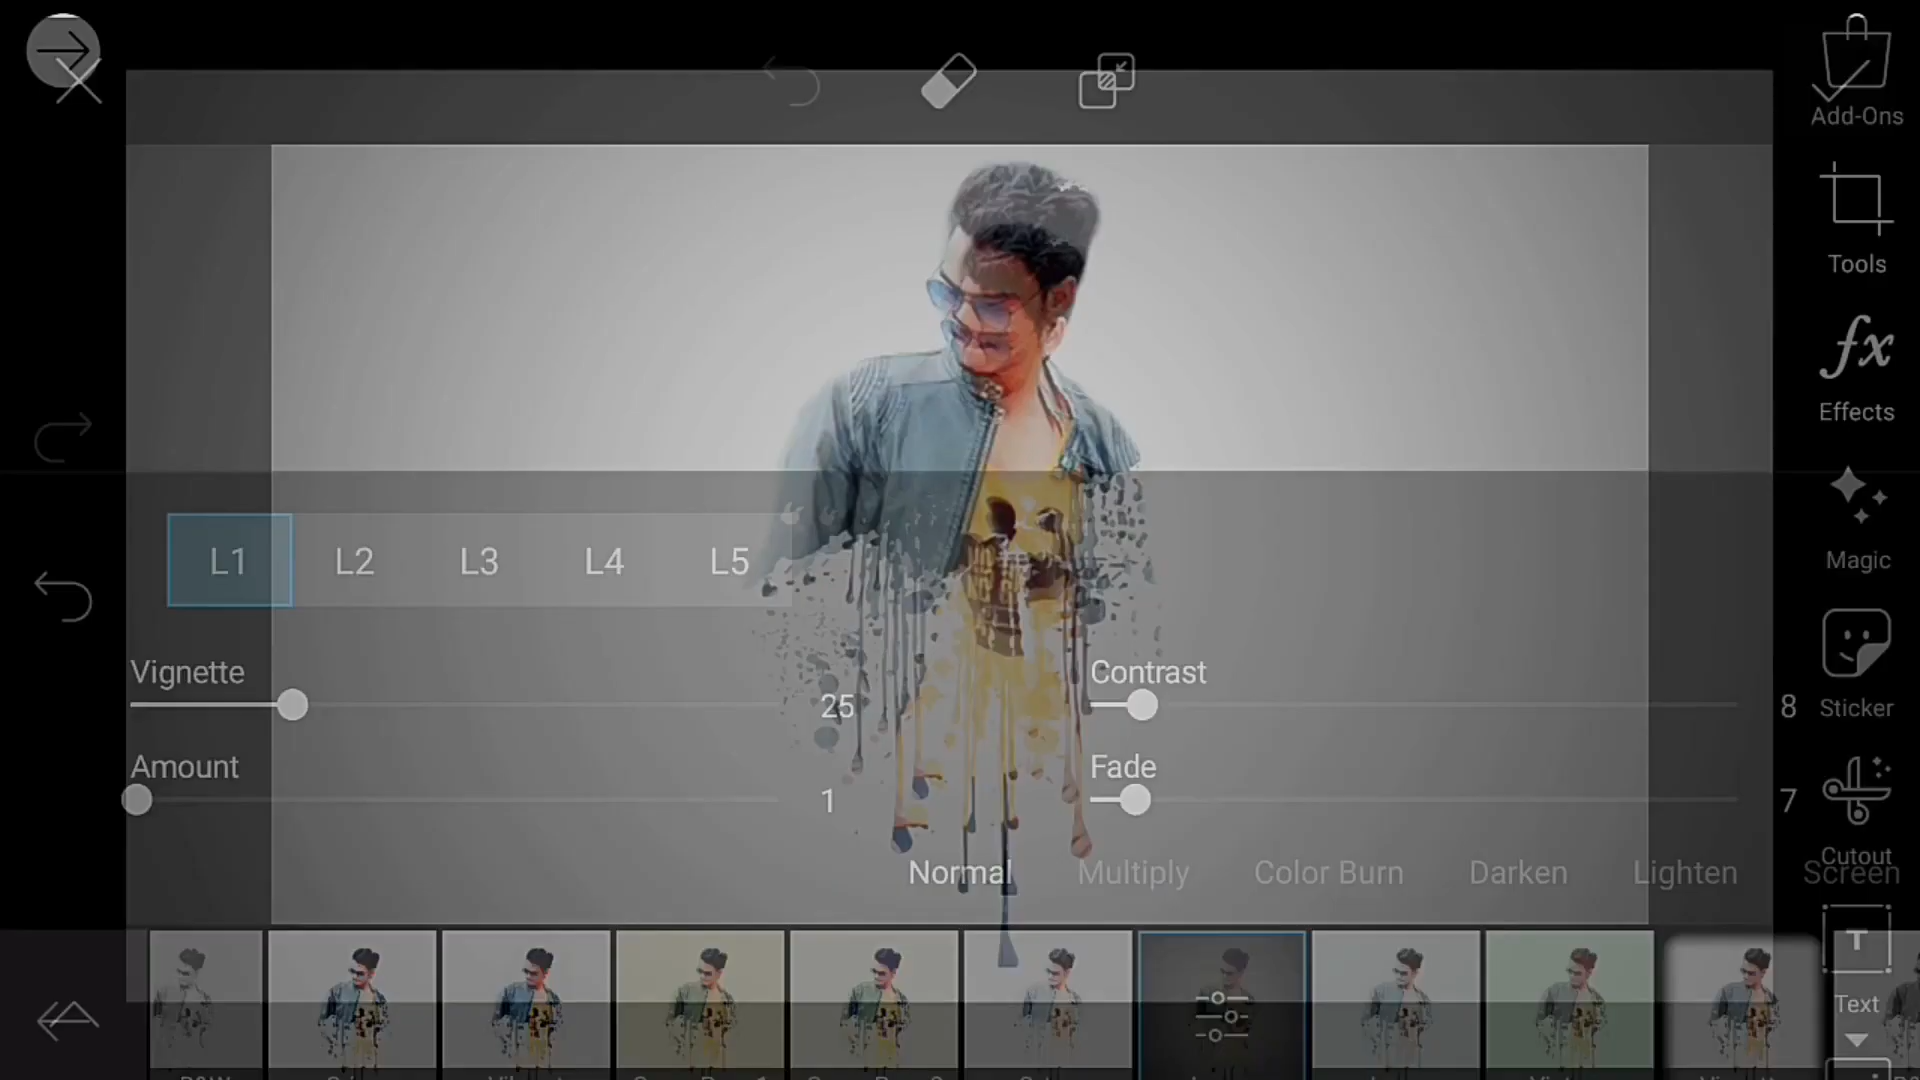 Add-Ons
Tools
Effects
Magic
L1 L2 L3 L4 L5
Vignette 25 Contrast 8
Sticker
Amount 1 Fade 7
Cutout
Normal Multiply Color Burn Darken Lighten Screen
T
Text